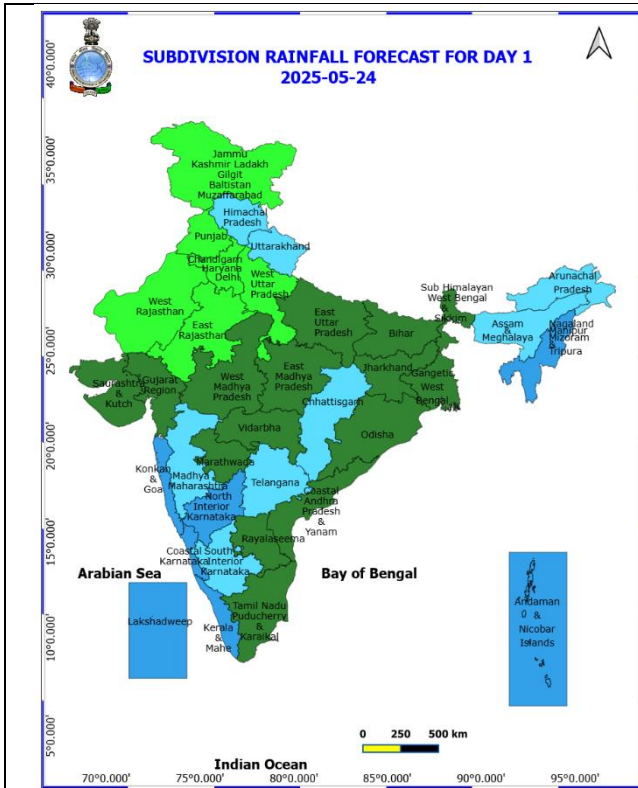 SUBDIVISION RAINFALL FORECAST FOR DAY 1
2025-05-24
40°0.000'
35°0.000'
30°0.000'
25°0.000'
20°0.000'
15°0.000'
10°0.000'
5°0.000'
Jammu
Kashmir Ladakh
Gilgit
Baltistan
Muzaffarabad
Himachal
Pradesh
Punjab
Uttarakhand
Chandigarh
Haryana
Delhi
West
Uttar
Pradesh
West
Rajasthan
East
Rajasthan
East
Uttar
Pradesh
Bihar
Sub Himalayan
West Bengal
&
Sikkim
Arunachal
Pradesh
Assam
&
Meghalaya
Nagaland
Manipur
Mizoram
&
Tripura
Saurashtra
&
Kutch
Gujarat
Region
West
Madhya
Pradesh
East
Madhya
Pradesh
Jharkhand
Gangetic
West
Bengal
Chhattisgarh
Odisha
Vidarbha
Marathwada
Konkan
&
Goa
Madhya
Maharashtra
North
Interior
Karnataka
Telangana
Coastal
Andhra
Pradesh
&
Yanam
Rayalaseema
Coastal
Karnataka
South
Interior
Karnataka
Arabian Sea
Bay of Bengal
Lakshadweep
Kerala
&
Mahe
Tamil Nadu
Puducherry
&
Karaikal
Andaman
&
Nicobar
Islands
0 250 500 km
Indian Ocean
70°0.000' 75°0.000' 80°0.000' 85°0.000' 90°0.000' 95°0.000'